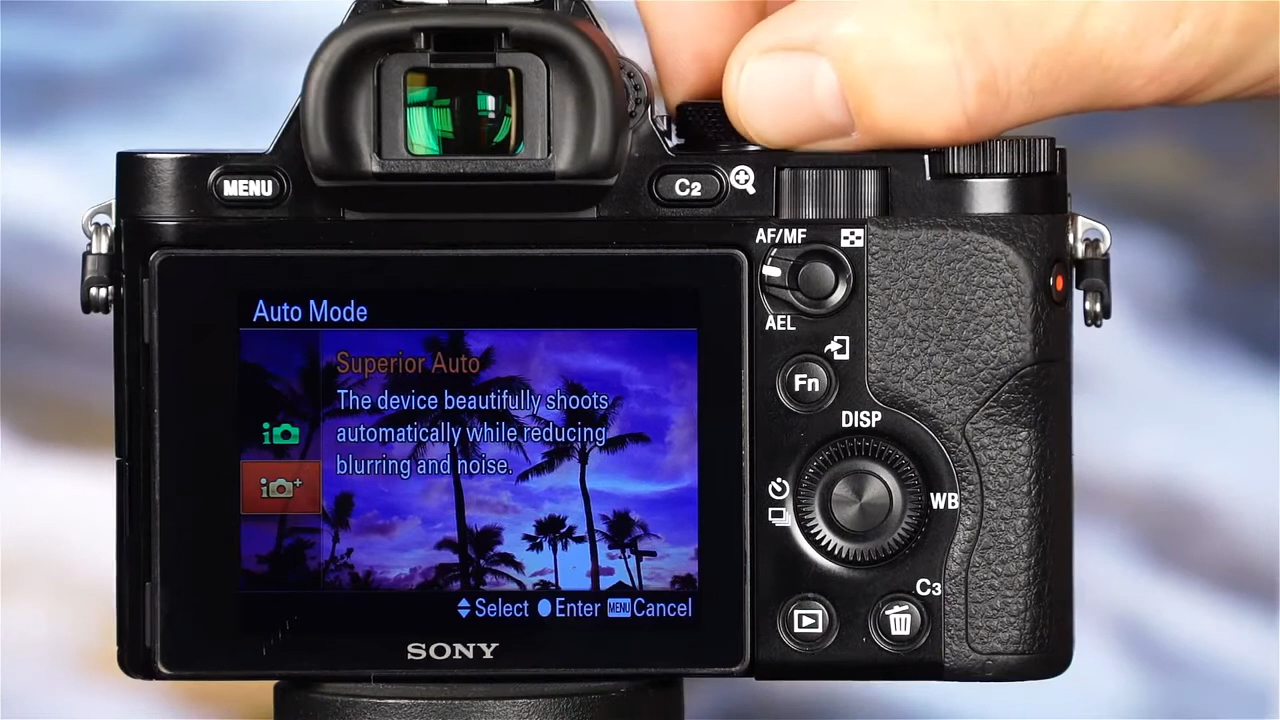 MENU
C2
AF/MF
AEL
Auto Mode
Superior Auto
The device beautifully shoots
automatically while reducing
blurring and noise.
i
i+
Fn
DISP
WB
C3
Select Enter MENU Cancel
SONY